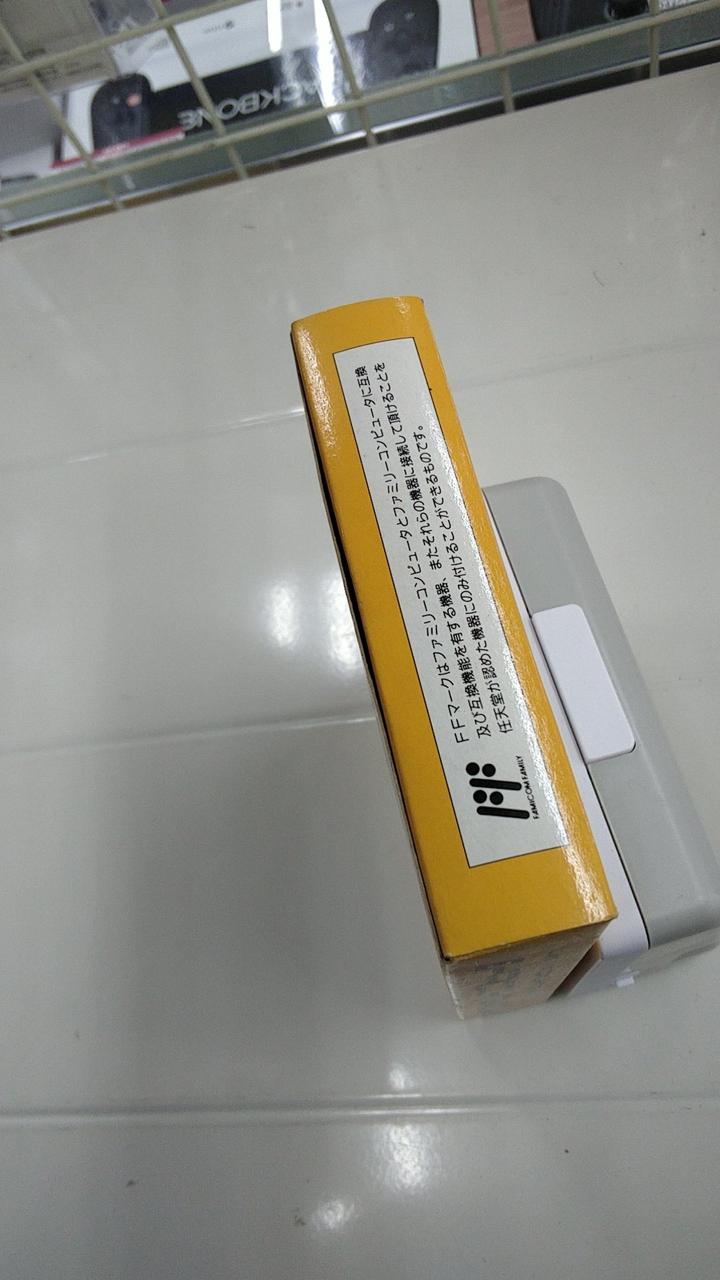 FFマークはファミリーコンピュータとファミリーコンピュータに互換
及び互換機能を有する機器、またそれらの機器に接続して頂けることを
任天堂が認めた機器にのみ付けることができるものです。
FF
FAMICOM FAMILY
BACKBONE